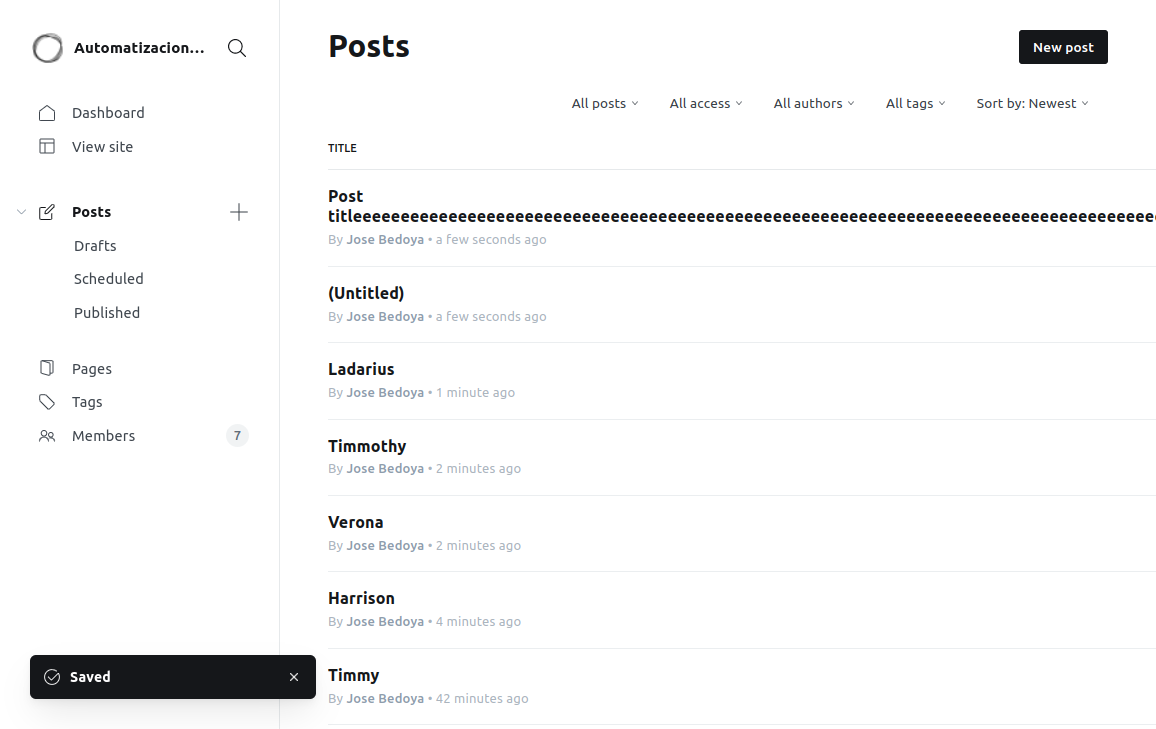 Automatizacion...
Dashboard
View site
Posts
Drafts
Scheduled
Published
Pages
Tags
Members 7
Saved
Posts
New post
All posts All access All authors All tags Sort by: Newest
TITLE
Post
titleeeeeeeeeeeeeeeeeeeeeeeeeeeeeeeeeeeeeeeeeeeeeeeeeeeeeeeeeeeeeeeeeeeeeeeeeeeeeeeeeeeee
By Jose Bedoya • a few seconds ago
(Untitled)
By Jose Bedoya • a few seconds ago
Ladarius
By Jose Bedoya • 1 minute ago
Timmothy
By Jose Bedoya • 2 minutes ago
Verona
By Jose Bedoya • 2 minutes ago
Harrison
By Jose Bedoya • 4 minutes ago
Timmy
By Jose Bedoya • 42 minutes ago